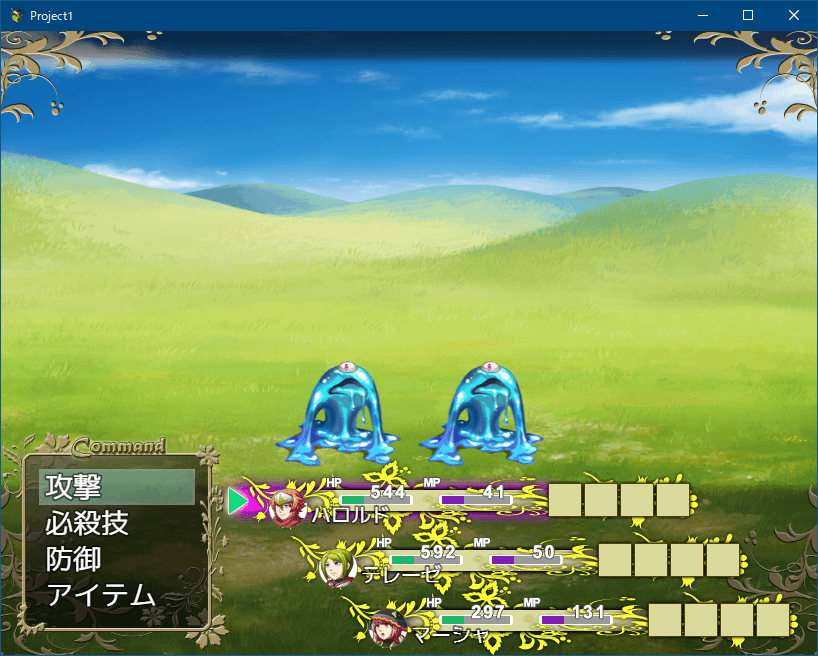 Project1
Command
攻撃
必殺技
防御
アイテム
HP 544 MP 41
ハロルド
HP 592 MP 50
テレーゼ
HP 297 MP 131
マーシャ